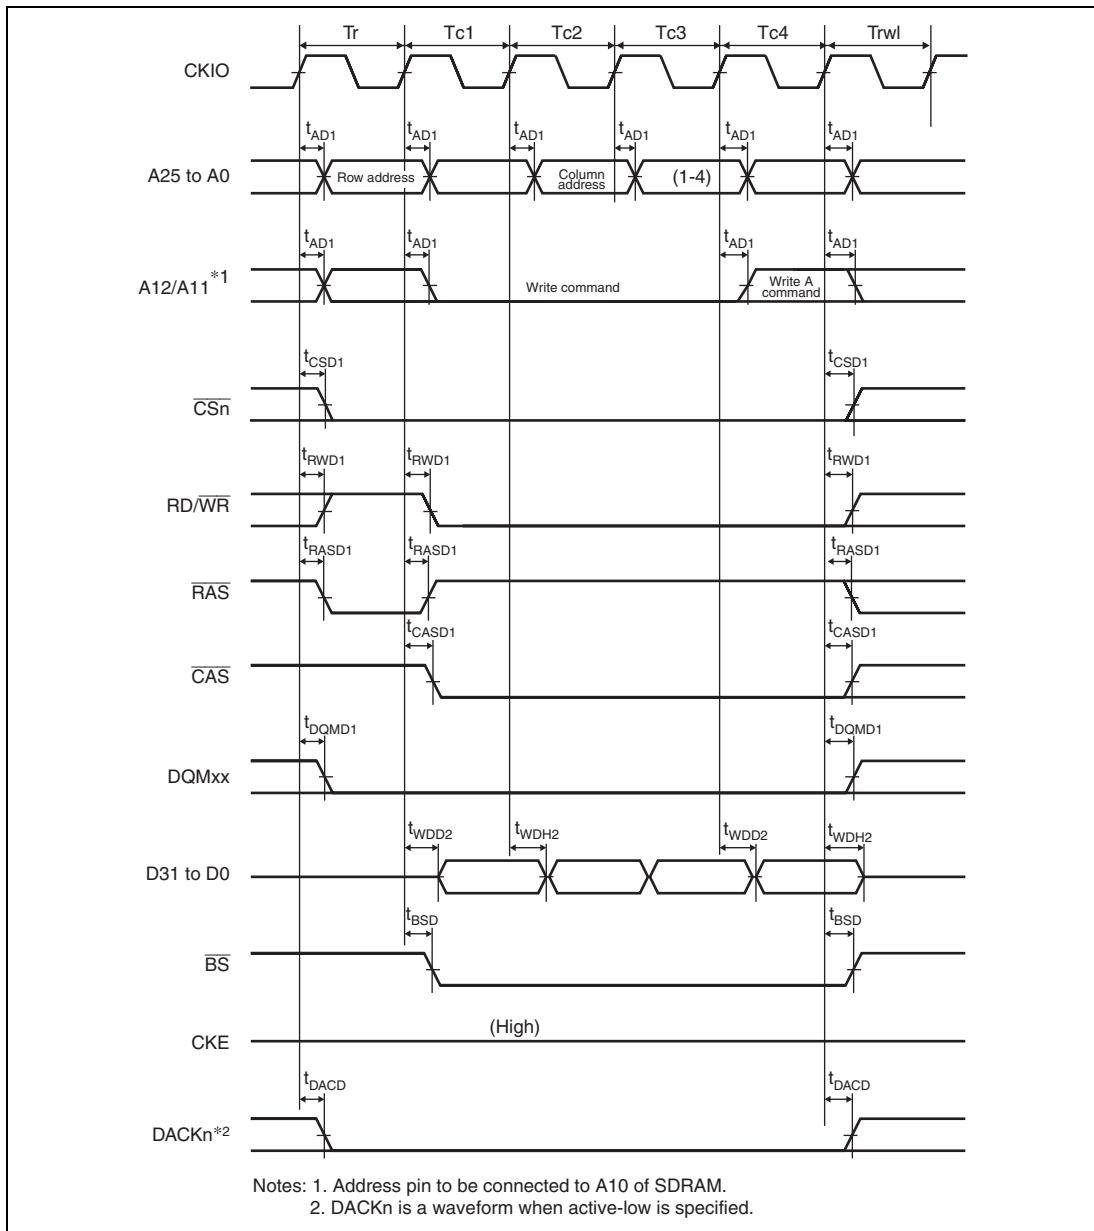 Tr Tc1 Tc2 Tc3 Tc4 Trwl
CKIO
tAD1 tAD1 tAD1 tAD1 tAD1 tAD1
A25 to A0 Row address Column address (1-4)
tAD1 tAD1 tAD1 tAD1
A12/A11*1 Write command Write A command
tCSD1 tCSD1
CSn
tRWD1 tRWD1 tRWD1
RD/WR
tRASD1 tRASD1 tRASD1
RAS
tCASD1 tCASD1
CAS
tDQMD1 tDQMD1
DQMxx
tWDD2 tWDH2 tWDD2 tWDH2
D31 to D0
tBSD tBSD
BS
(High)
CKE
tDACD tDACD
DACKn*2
Notes: 1. Address pin to be connected to A10 of SDRAM.
2. DACKn is a waveform when active-low is specified.